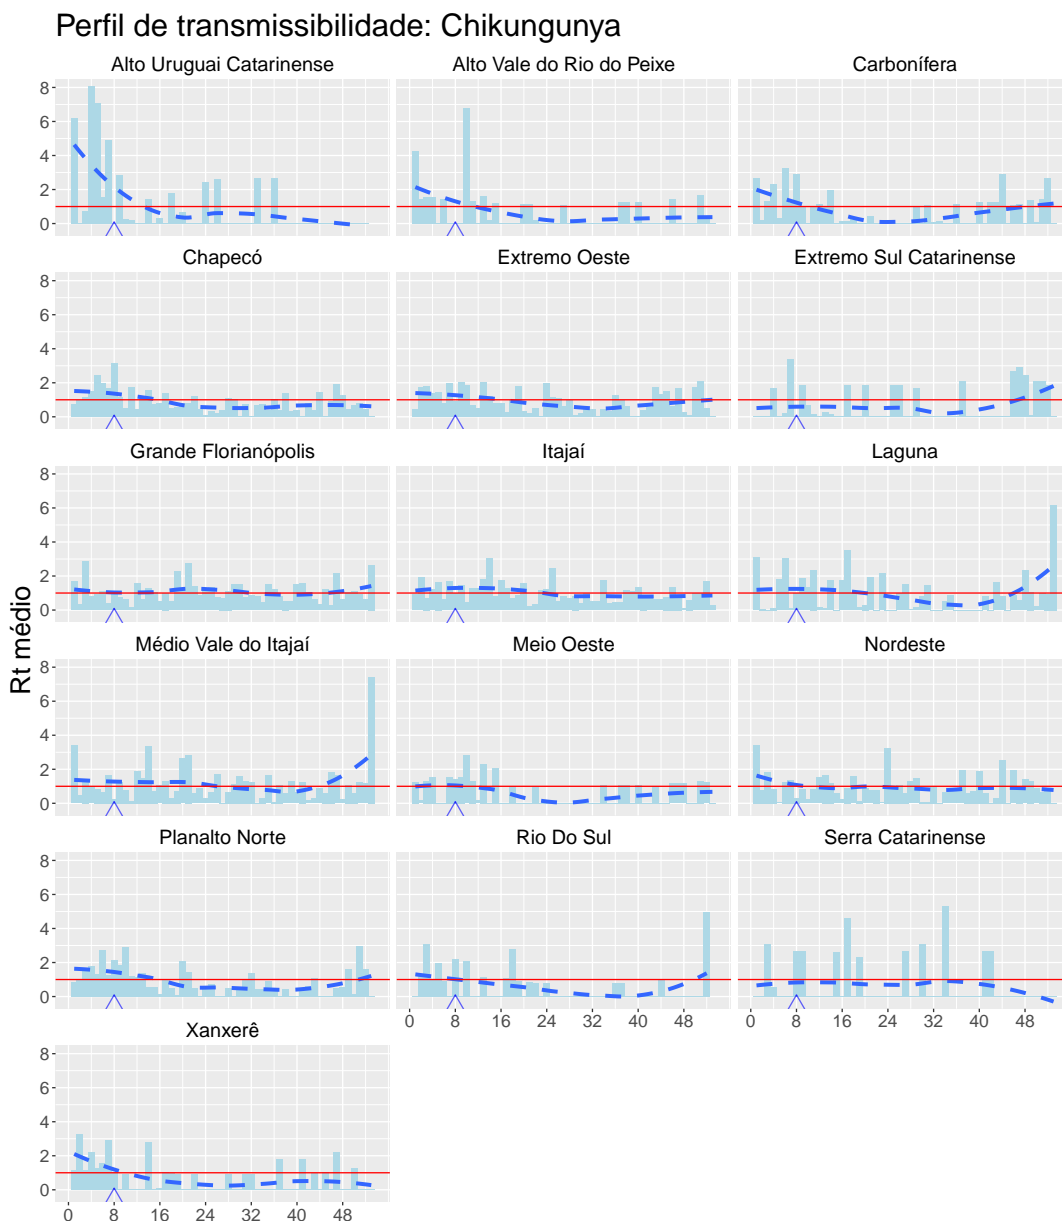 Perfil de transmissibilidade: Chikungunya
Alto Uruguai Catarinense
Alto Vale do Rio do Peixe
Carbonífera
8
6
4
2
0
Chapecó
Extremo Oeste
Extremo Sul Catarinense
8
6
4
2
0
Grande Florianópolis
Itajaí
Laguna
8
6
4
2
0
Rt médio
Médio Vale do Itajaí
Meio Oeste
Nordeste
8
6
4
2
0
Planalto Norte
Rio Do Sul
Serra Catarinense
8
6
4
2
0
0 8 16 24 32 40 48
0 8 16 24 32 40 48
Xanxerê
8
6
4
2
0
0 8 16 24 32 40 48